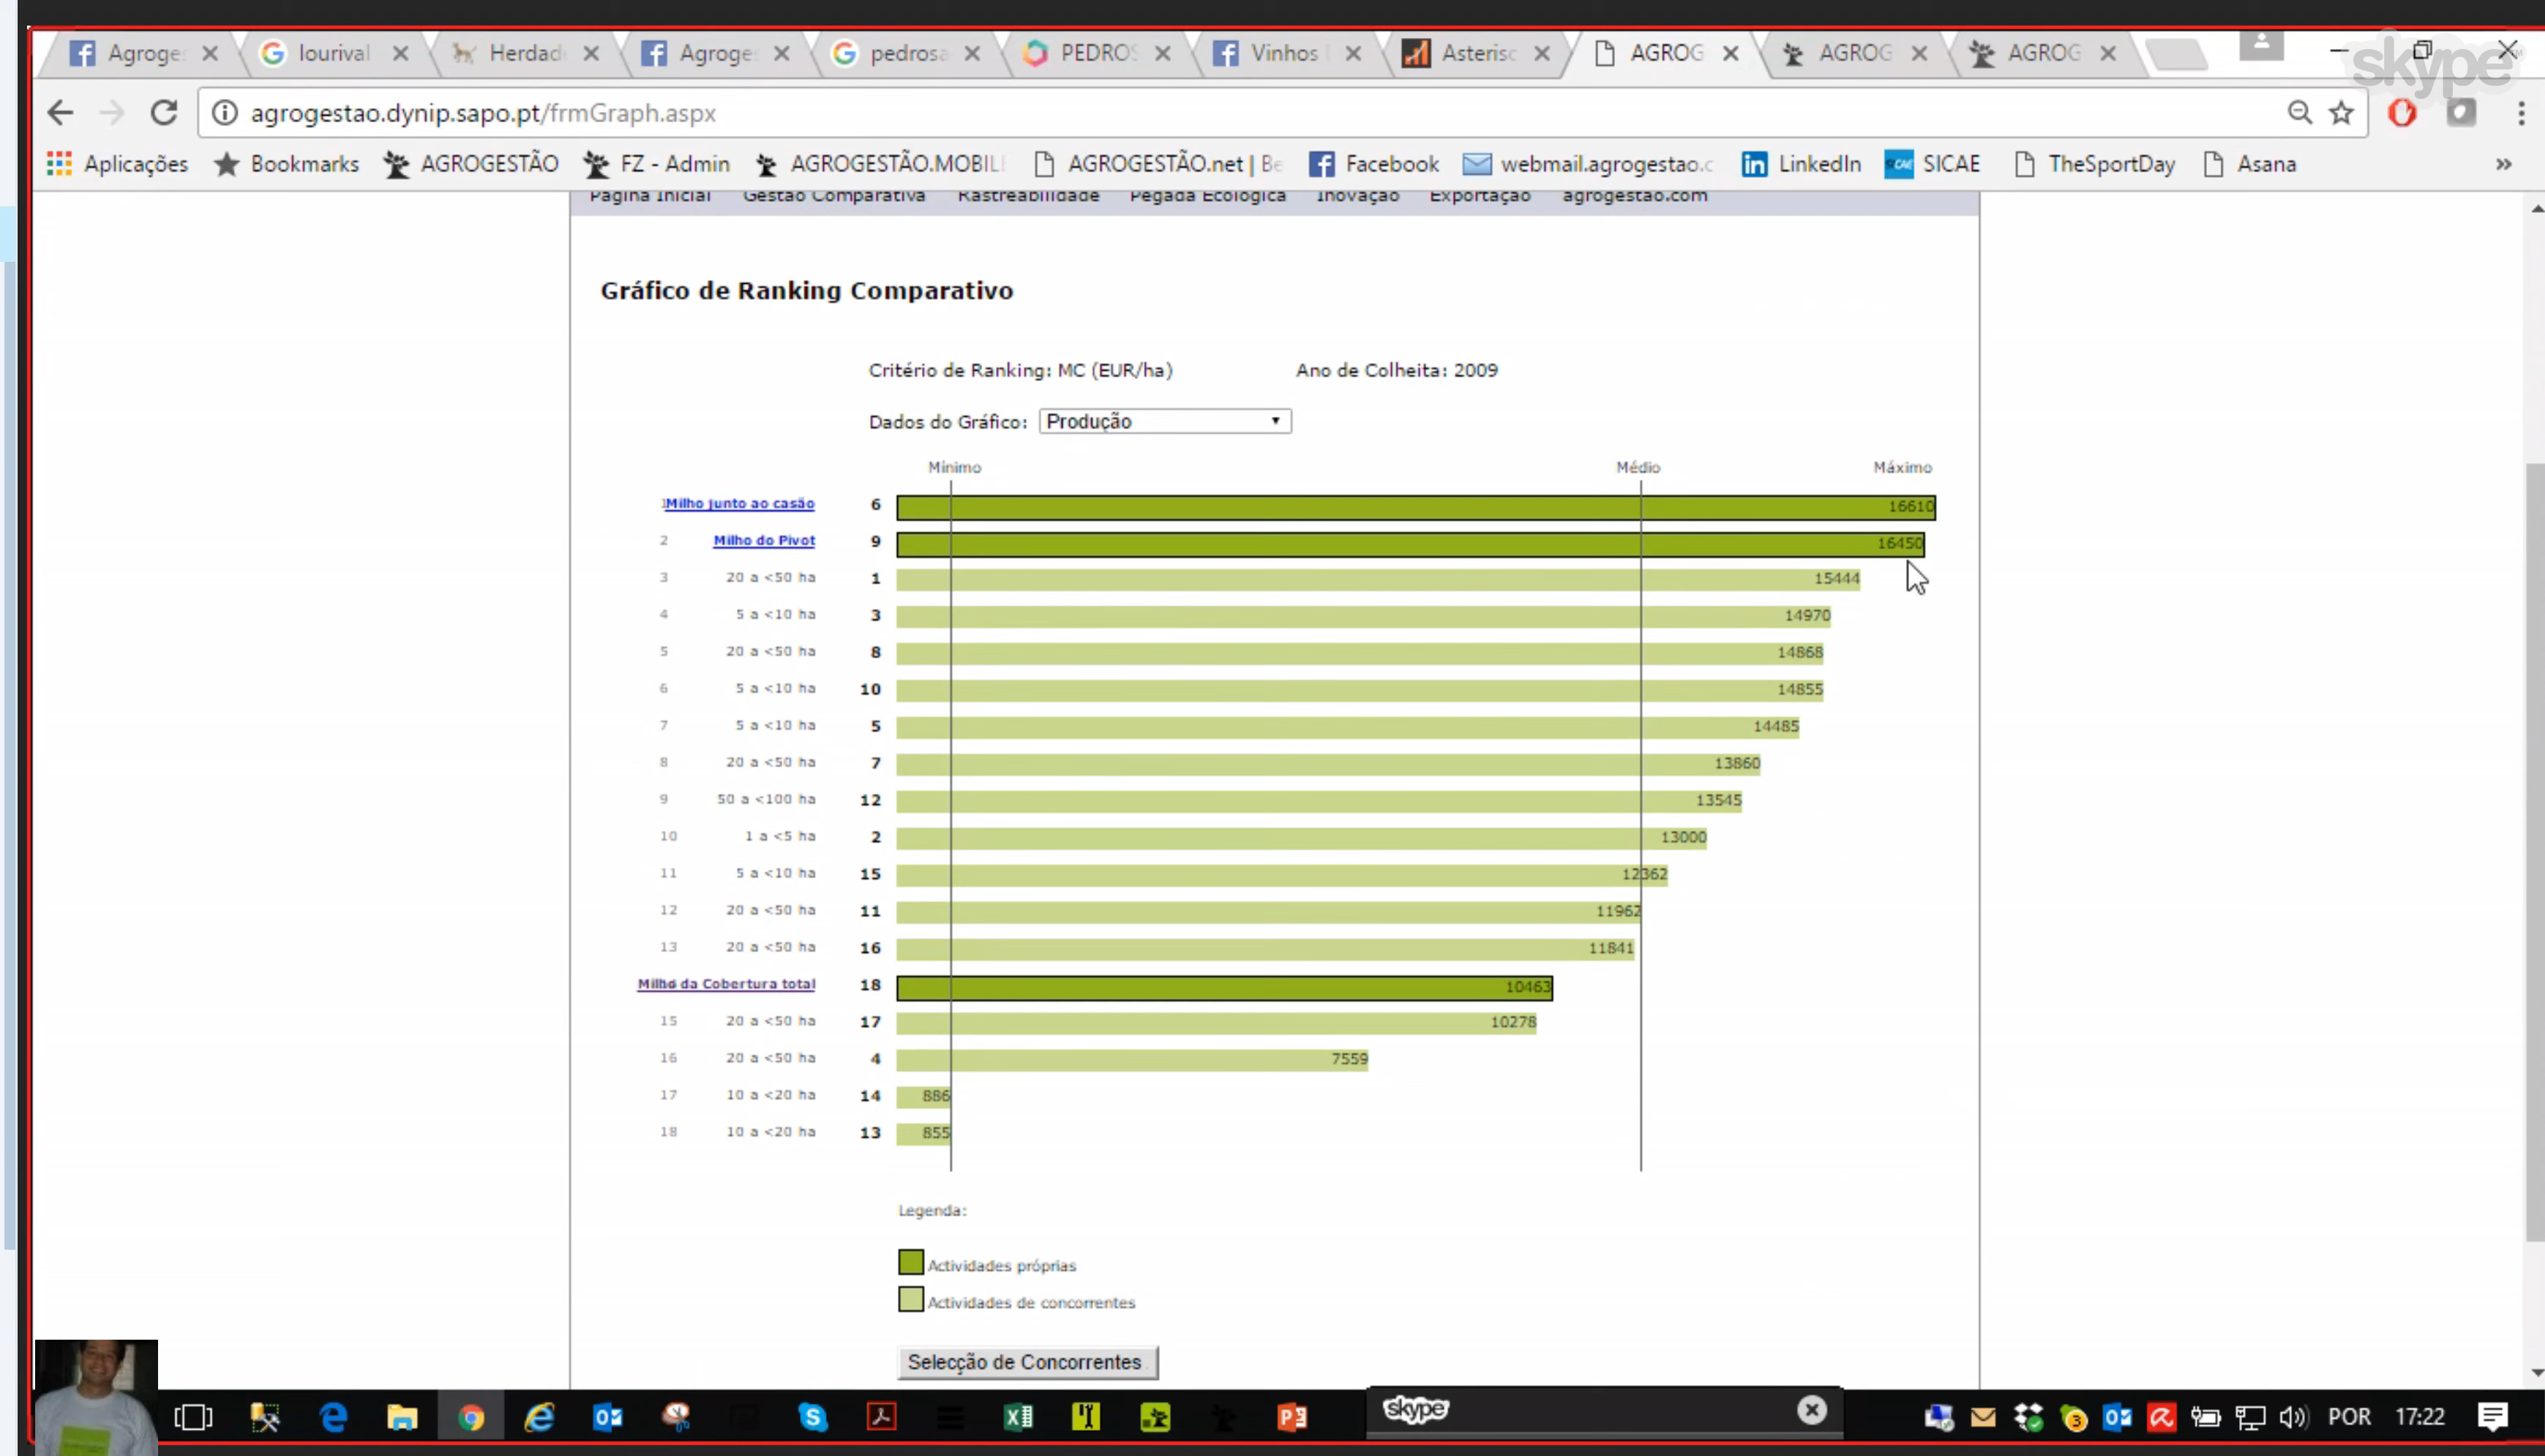 Agroge
lourival
Herdad
Agroge
pedrosa
PEDROS
Vinhos
Asterisc
AGROG
AGROG
AGROG
skype
agrogestao.dynip.sapo.pt/frmGraph.aspx
Aplicações
Bookmarks
AGROGESTÃO
FZ - Admin
AGROGESTÃO.MOBILE
AGROGESTÃO.net | Be
Facebook
webmail.agrogestao.c
LinkedIn
SICAE
TheSportDay
Asana
»
Página Inicial Gestão Comparativa Rastreabilidade Pegada Ecológica Inovação Exportação agrogestao.com
Gráfico de Ranking Comparativo
Critério de Ranking: MC (EUR/ha) Ano de Colheita: 2009
Dados do Gráfico: Produção
Mínimo Médio Máximo
1 Milho junto ao casão 6 16610
2 Milho do Pivot 9 16450
3 20 a <50 ha 1 15444
4 5 a <10 ha 3 14970
5 20 a <50 ha 8 14868
6 5 a <10 ha 10 14855
7 5 a <10 ha 5 14485
8 20 a <50 ha 7 13860
9 50 a <100 ha 12 13545
10 1 a <5 ha 2 13000
11 5 a <10 ha 15 12362
12 20 a <50 ha 11 11962
13 20 a <50 ha 16 11841
Milho da Cobertura total 18 10463
15 20 a <50 ha 17 10278
16 20 a <50 ha 4 7559
17 10 a <20 ha 14 886
18 10 a <20 ha 13 855
Legenda:
Actividades próprias
Actividades de concorrentes
Selecção de Concorrentes
skype
POR 17:22